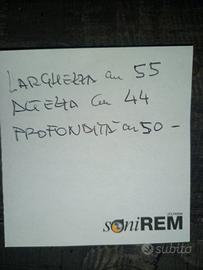 LARGHEZZA cm 55
ALTEZZA cm 44
PROFONDITÀ cm 50 -
soniREM
subito